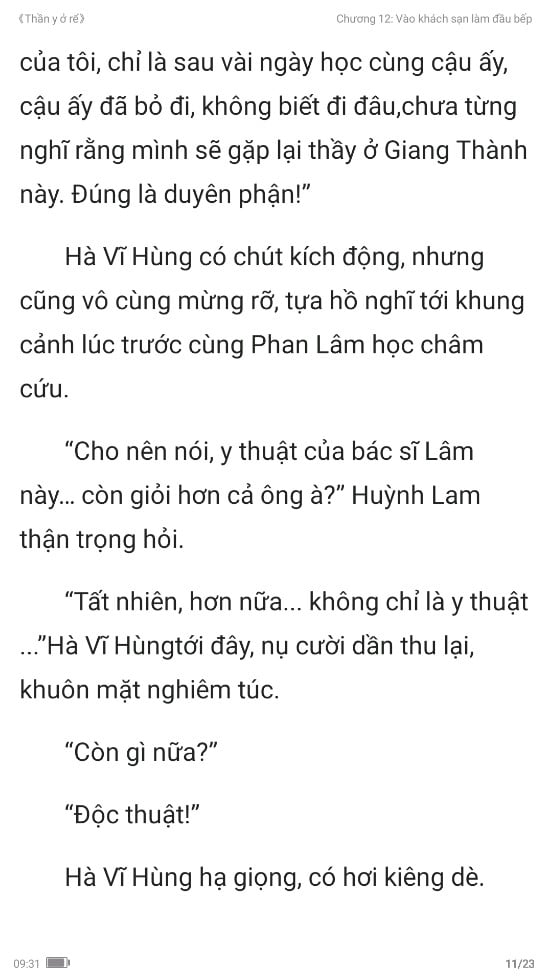 《Thần y ở rể》
Chương 12: Vào khách sạn làm đầu bếp
của tôi, chỉ là sau vài ngày học cùng cậu ấy,
cậu ấy đã bỏ đi, không biết đi đâu,chưa từng
nghĩ rằng mình sẽ gặp lại thầy ở Giang Thành
này. Đúng là duyên phận!”
Hà Vĩ Hùng có chút kích động, nhưng
cũng vô cùng mừng rỡ, tựa hồ nghĩ tới khung
cảnh lúc trước cùng Phan Lâm học châm
cứu.
“Cho nên nói, y thuật của bác sĩ Lâm
này... còn giỏi hơn cả ông à?” Huỳnh Lam
thận trọng hỏi.
“Tất nhiên, hơn nữa... không chỉ là y thuật
...”Hà Vĩ Hùngtới đây, nụ cười dần thu lại,
khuôn mặt nghiêm túc.
“Còn gì nữa?”
“Độc thuật!”
Hà Vĩ Hùng hạ giọng, có hơi kiêng dè.
09:31
11/23